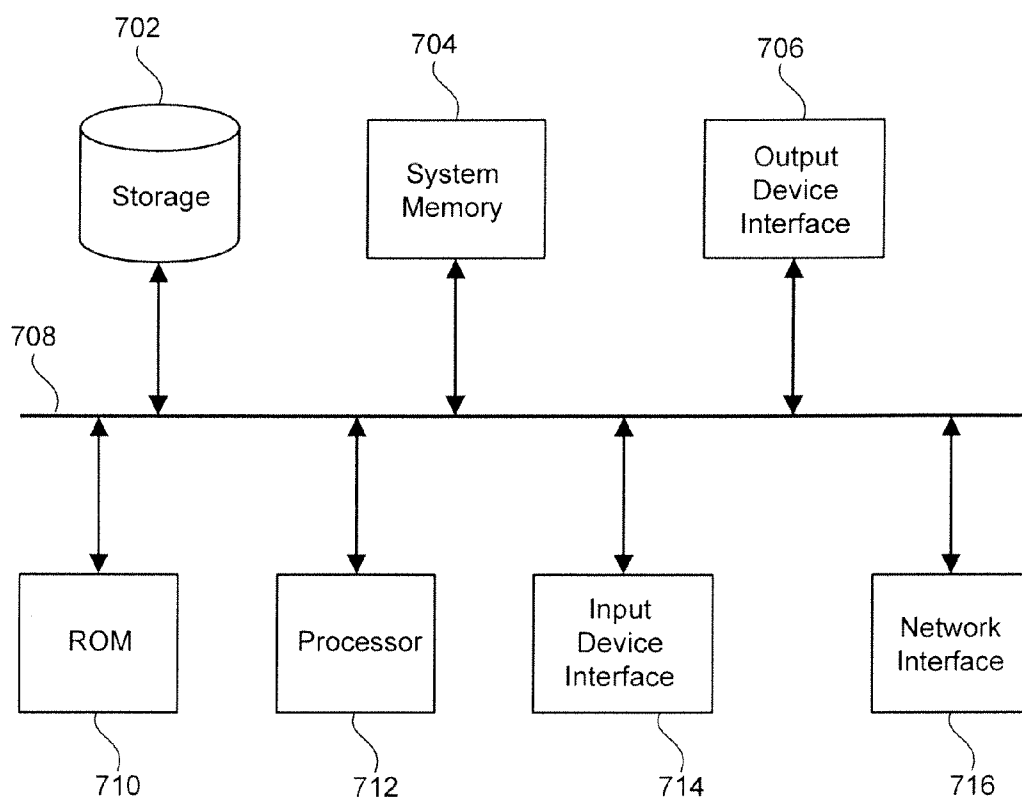 702
704
706
Storage
System
Memory
Output
Device
Interface
708
ROM
Processor
Input
Device
Interface
Network
Interface
710
712
714
716